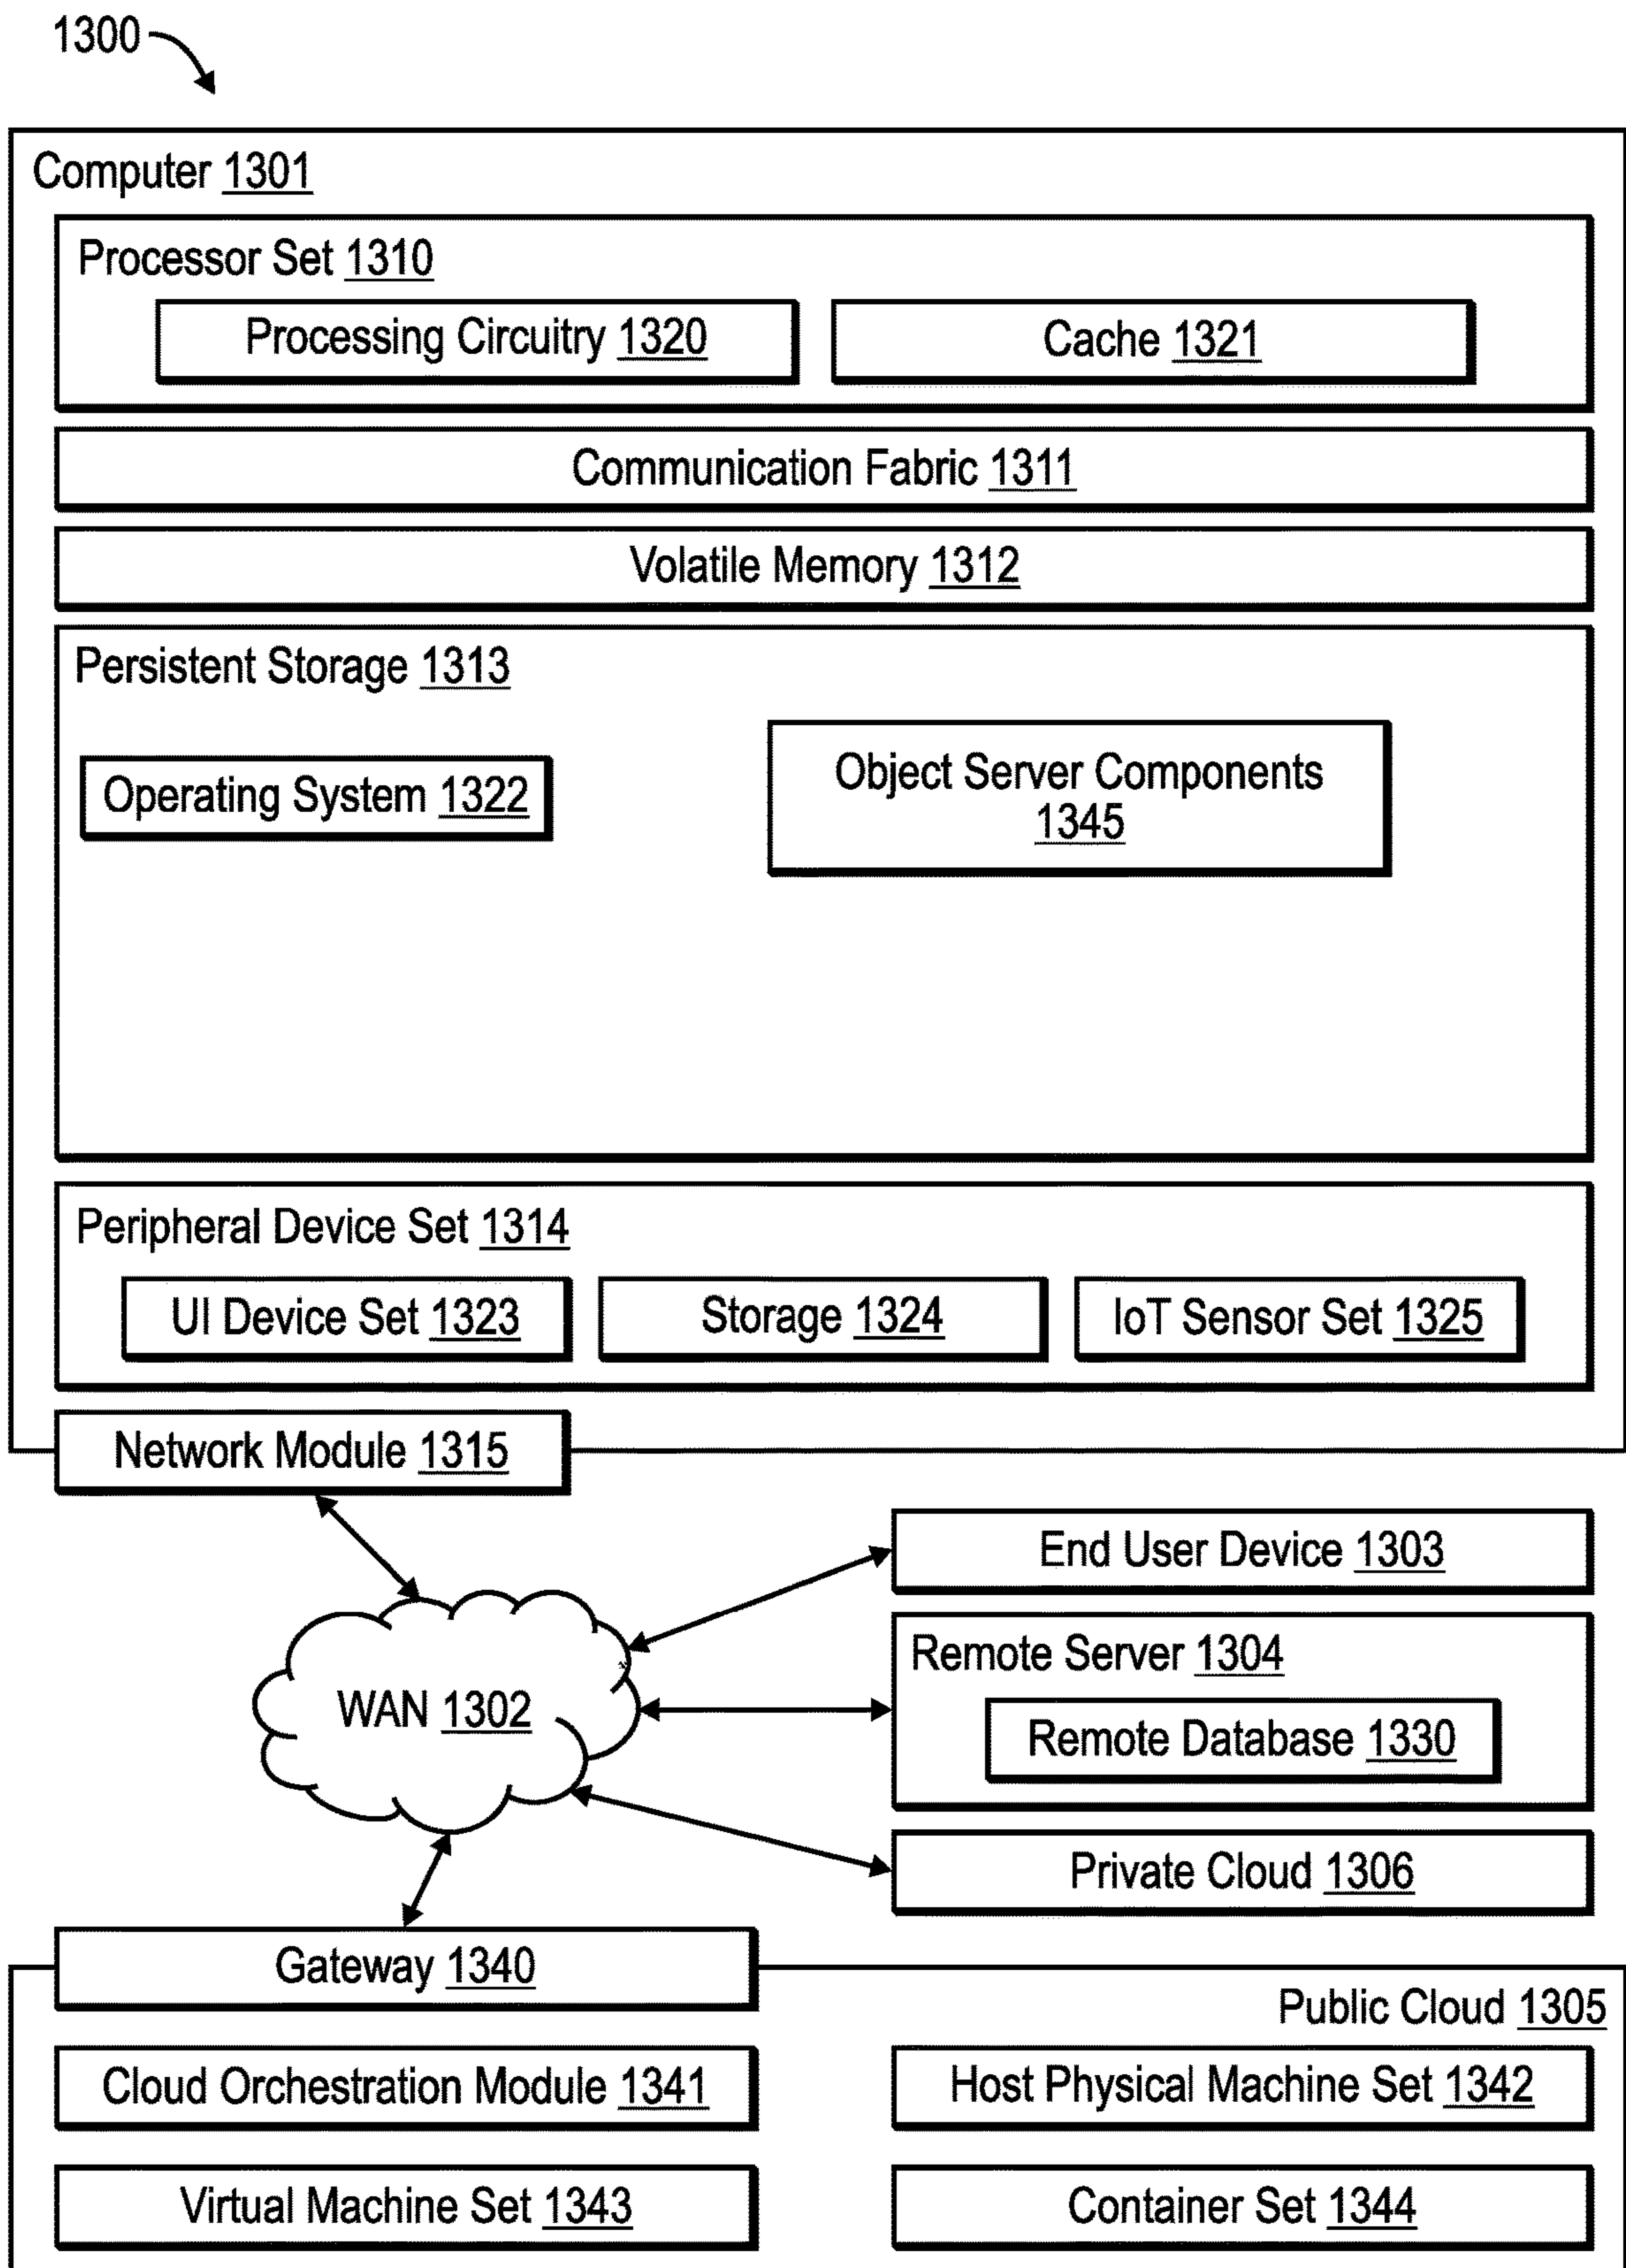 1300
Computer 1301
Processor Set 1310
Processing Circuitry 1320
Cache 1321
Communication Fabric 1311
Volatile Memory 1312
Persistent Storage 1313
Operating System 1322
Object Server Components
1345
Peripheral Device Set 1314
UI Device Set 1323
Storage 1324
IoT Sensor Set 1325
Network Module 1315
End User Device 1303
Remote Server 1304
WAN 1302
Remote Database 1330
Private Cloud 1306
Gateway 1340
Public Cloud 1305
Cloud Orchestration Module 1341
Host Physical Machine Set 1342
Virtual Machine Set 1343
Container Set 1344